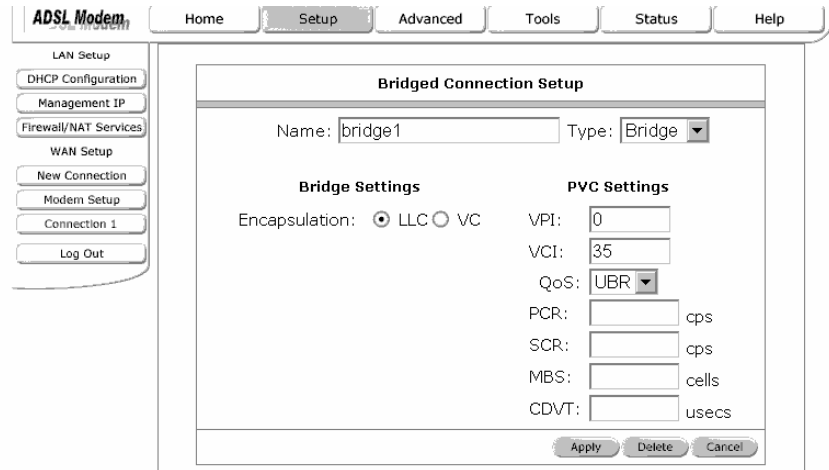 ADSL Modem
Home Setup Advanced Tools Status Help
LAN Setup
DHCP Configuration
Management IP
Firewall/NAT Services
WAN Setup
New Connection
Modem Setup
Connection 1
Log Out
Bridged Connection Setup
Name: bridge1 Type: Bridge
Bridge Settings
Encapsulation: LLC VC
PVC Settings
VPI: 0
VCI: 35
QoS: UBR
PCR: cps
SCR: cps
MBS: cells
CDVT: usecs
Apply Delete Cancel